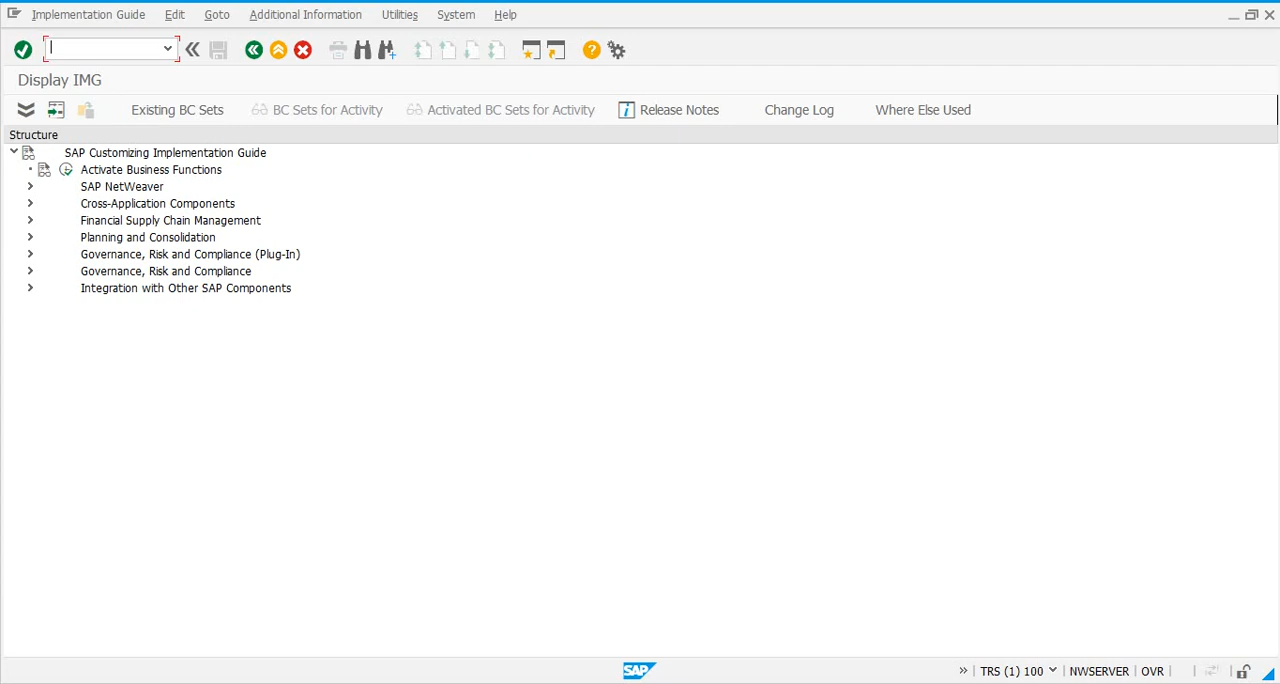 Implementation Guide Edit Goto Additional Information Utilities System Help
Display IMG
Existing BC Sets BC Sets for Activity Activated BC Sets for Activity Release Notes Change Log Where Else Used
Structure
SAP Customizing Implementation Guide
Activate Business Functions
SAP NetWeaver
Cross-Application Components
Financial Supply Chain Management
Planning and Consolidation
Governance, Risk and Compliance (Plug-In)
Governance, Risk and Compliance
Integration with Other SAP Components
SAP TRS (1) 100 NWSERVER OVR